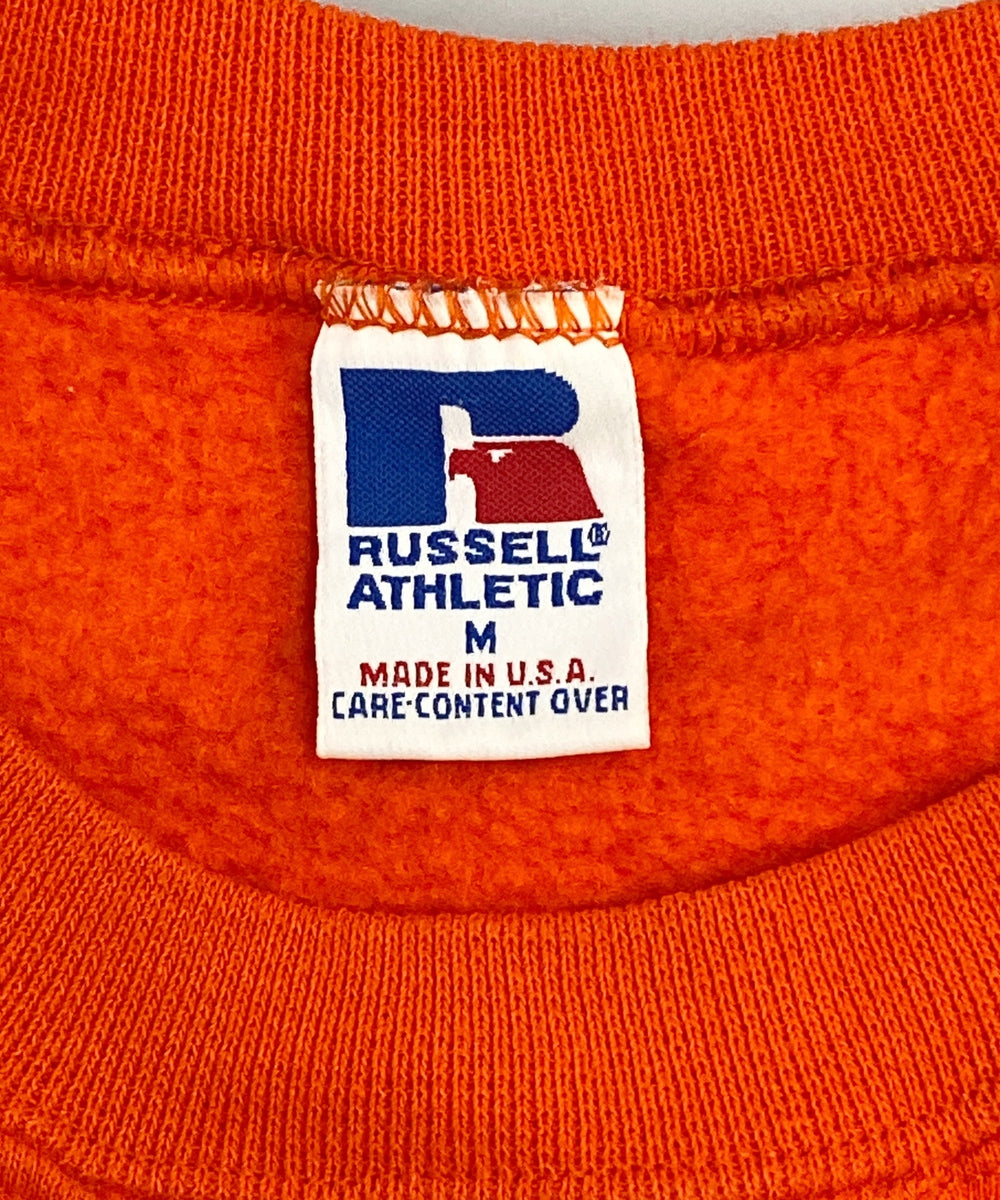 RUSSELL®
ATHLETIC
M
MADE IN U.S.A.
CARE-CONTENT OVER